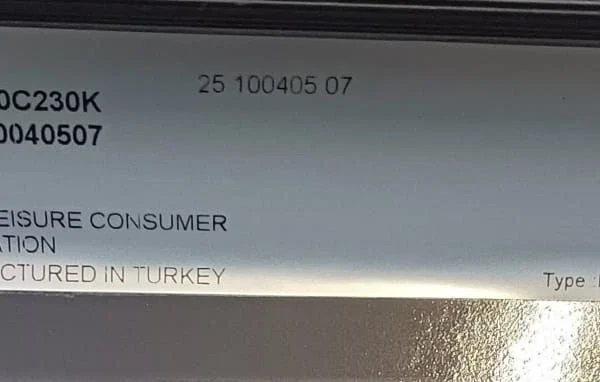 0C230K
25 100405 07
0040507
EISURE CONSUMER
ATION
CTURED IN TURKEY
Type :